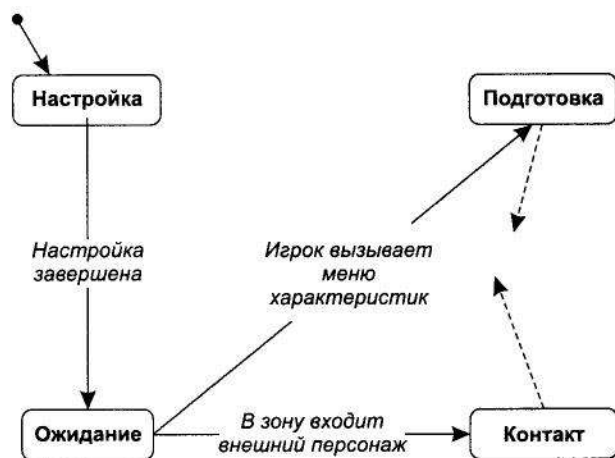 Настройка
Подготовка
Настройка
завершена
Игрок вызывает
меню
характеристик
Ожидание
В зону входит
внешний персонаж
Контакт